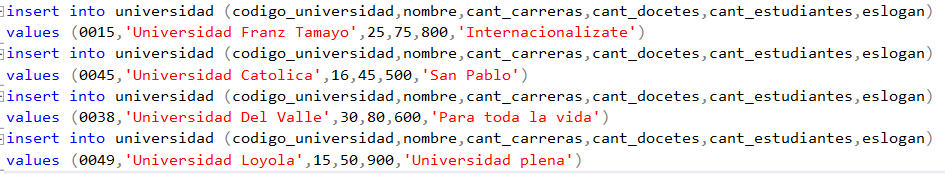 insert into universidad (codigo_universidad,nombre,cant_carreras,cant_docetes,cant_estudiantes,eslogan)
values (0015,'Universidad Franz Tamayo',25,75,800,'Internacionalizate')
insert into universidad (codigo_universidad,nombre,cant_carreras,cant_docetes,cant_estudiantes,eslogan)
values (0045,'Universidad Catolica',16,45,500,'San Pablo')
insert into universidad (codigo_universidad,nombre,cant_carreras,cant_docetes,cant_estudiantes,eslogan)
values (0038,'Universidad Del Valle',30,80,600,'Para toda la vida')
insert into universidad (codigo_universidad,nombre,cant_carreras,cant_docetes,cant_estudiantes,eslogan)
values (0049,'Universidad Loyola',15,50,900,'Universidad plena')